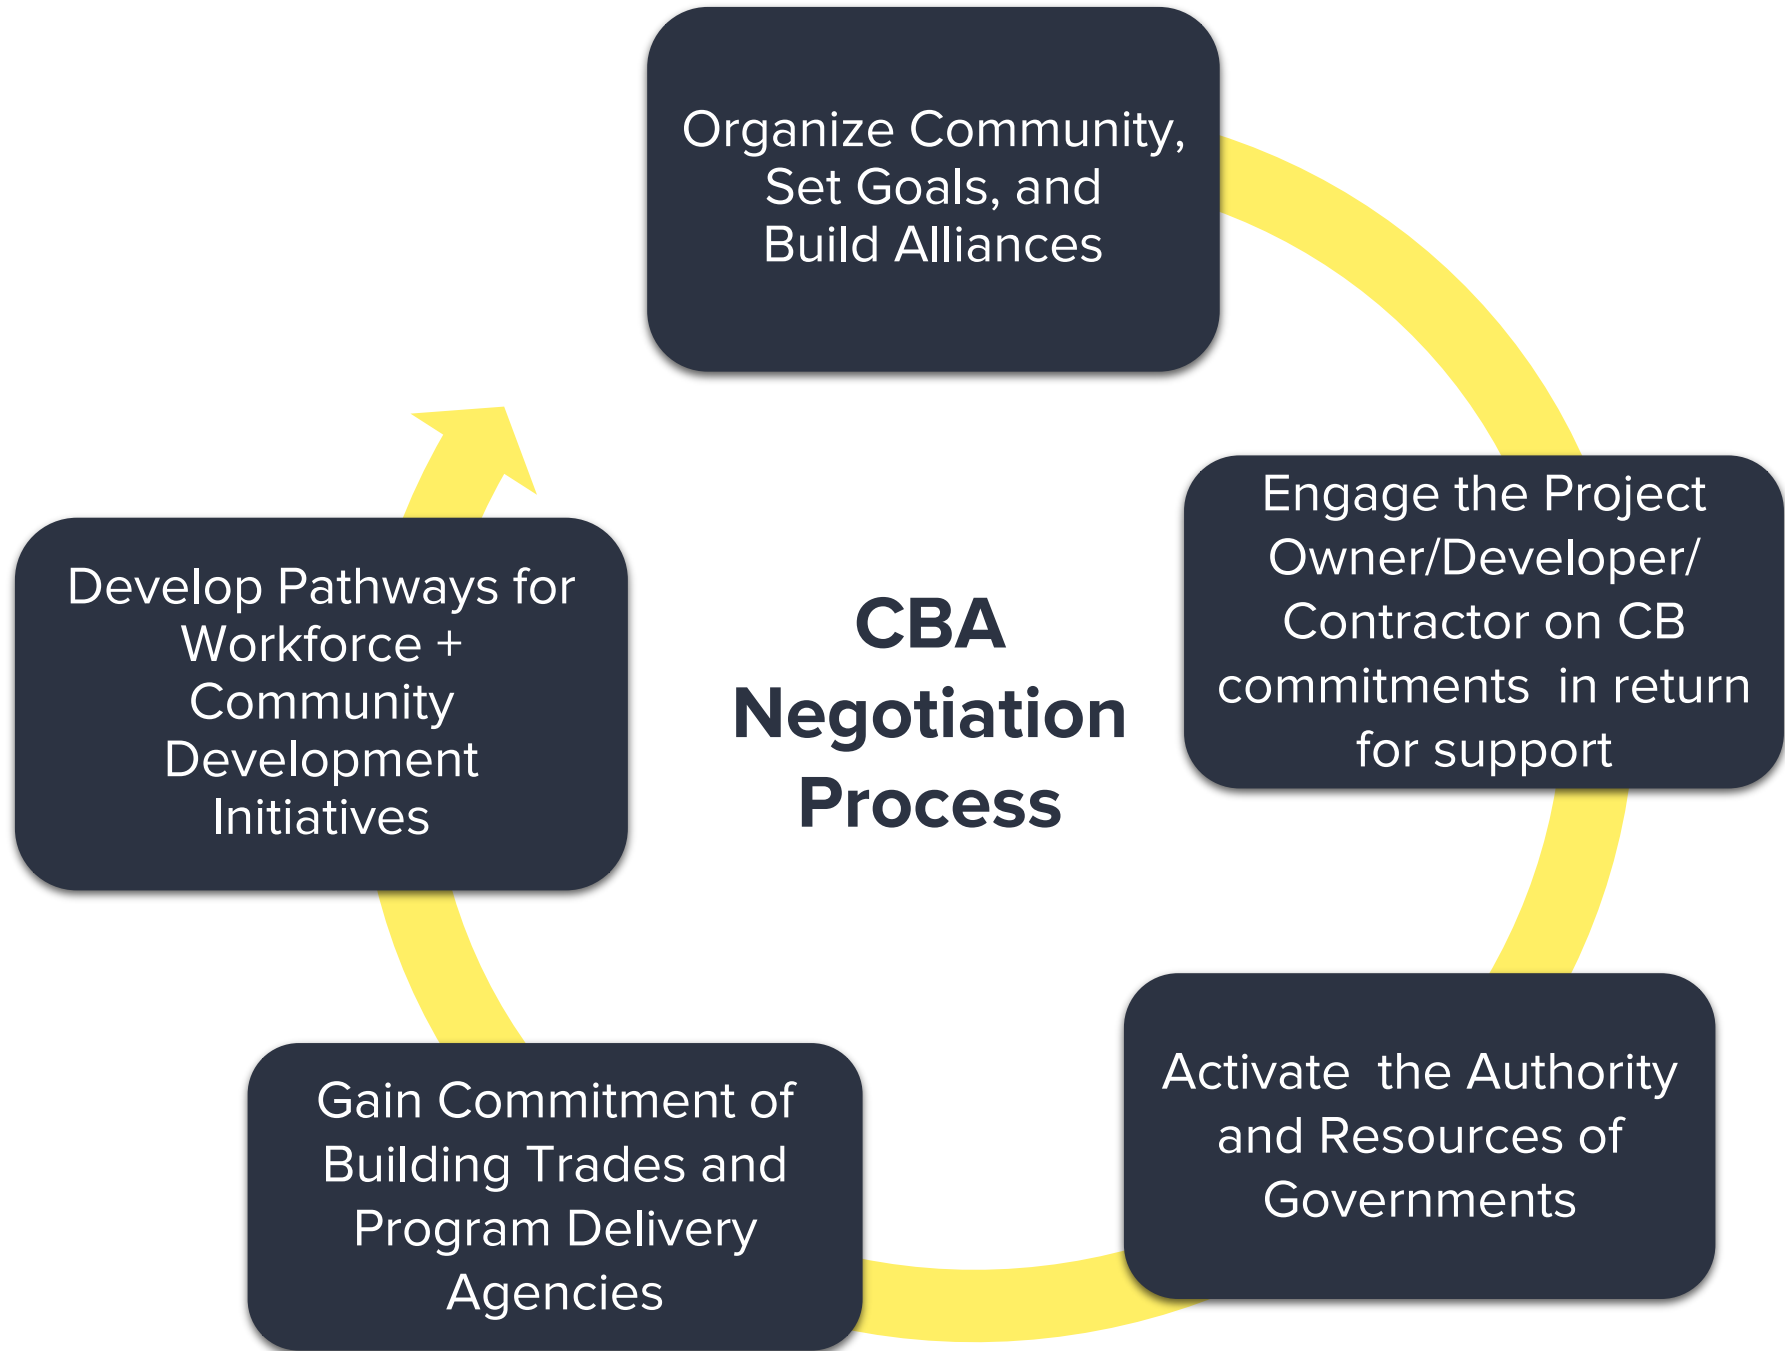 Organize Community,
Set Goals, and
Build Alliances
Engage the Project
Owner/Developer/
Contractor on CB
commitments  in return
for support
Activate  the Authority
and Resources of
Governments
Gain Commitment of
Building Trades and
Program Delivery
Agencies
Develop Pathways for
Workforce +
Community
Development
Initiatives
CBA
Negotiation
Process